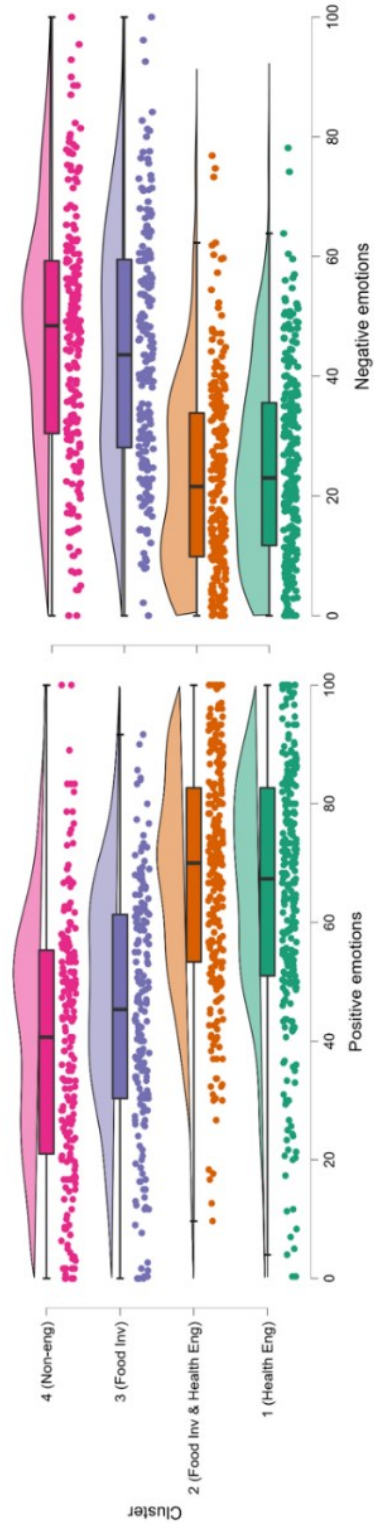 Cluster
4 (Non-eng)
3 (Food Inv)
2 (Food Inv & Health Eng)
1 (Health Eng)
0 20 40 60 80 100
Positive emotions
0 20 40 60 80 100
Negative emotions